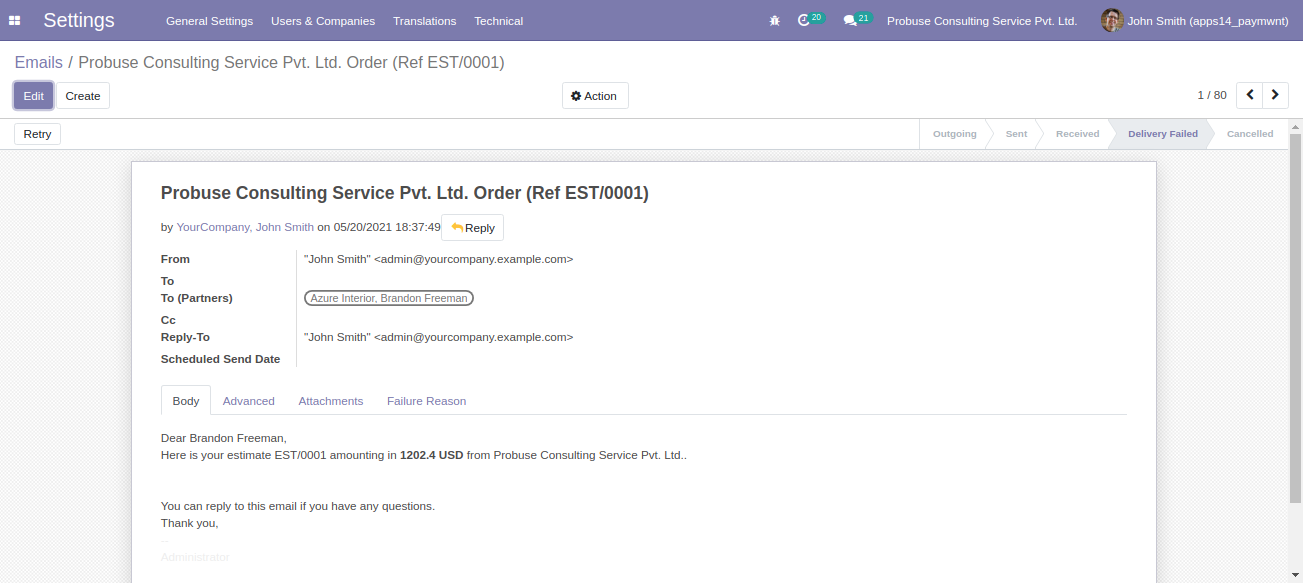 Settings General Settings Users & Companies Translations Technical 20 21 Probuse Consulting Service Pvt. Ltd. John Smith (apps14_paymwnt)
Emails / Probuse Consulting Service Pvt. Ltd. Order (Ref EST/0001)
Edit Create Action 1 / 80
Retry Outgoing Sent Received Delivery Failed Cancelled
Probuse Consulting Service Pvt. Ltd. Order (Ref EST/0001)
by YourCompany, John Smith on 05/20/2021 18:37:49 Reply
From "John Smith" <admin@yourcompany.example.com>
To
To (Partners) Azure Interior, Brandon Freeman
Cc
Reply-To "John Smith" <admin@yourcompany.example.com>
Scheduled Send Date
Body Advanced Attachments Failure Reason
Dear Brandon Freeman,
Here is your estimate EST/0001 amounting in 1202.4 USD from Probuse Consulting Service Pvt. Ltd..
You can reply to this email if you have any questions.
Thank you,
--
Administrator